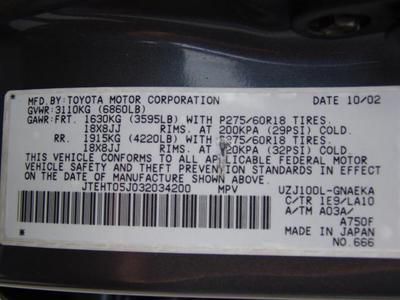 MFD.BY:TOYOTA MOTOR CORPORATION DATE 10/02
GVWR:3110KG (6860LB)
GAWR:FRT. 1630KG (3595LB) WITH P275/60R18 TIRES.
18X8JJ RIMS. AT 200KPA (29PSI) COLD.
RR. 1915KG (4220LB) WITH P275/60R18 TIRES.
18X8JJ RIMS. AT 220KPA (32PSI) COLD.
THIS VEHICLE CONFORMS TO ALL APPLICABLE FEDERAL MOTOR
VEHICLE SAFETY AND THEFT PREVENTION STANDARDS IN EFFECT ON
THE DATE OF MANUFACTURE SHOWN ABOVE.
JTEHT05J032034200 MPV UZJ100L-GNAEKA
C/TR 1E9/LA10
A/TM A03A/
A750F
MADE IN JAPAN
NO.666